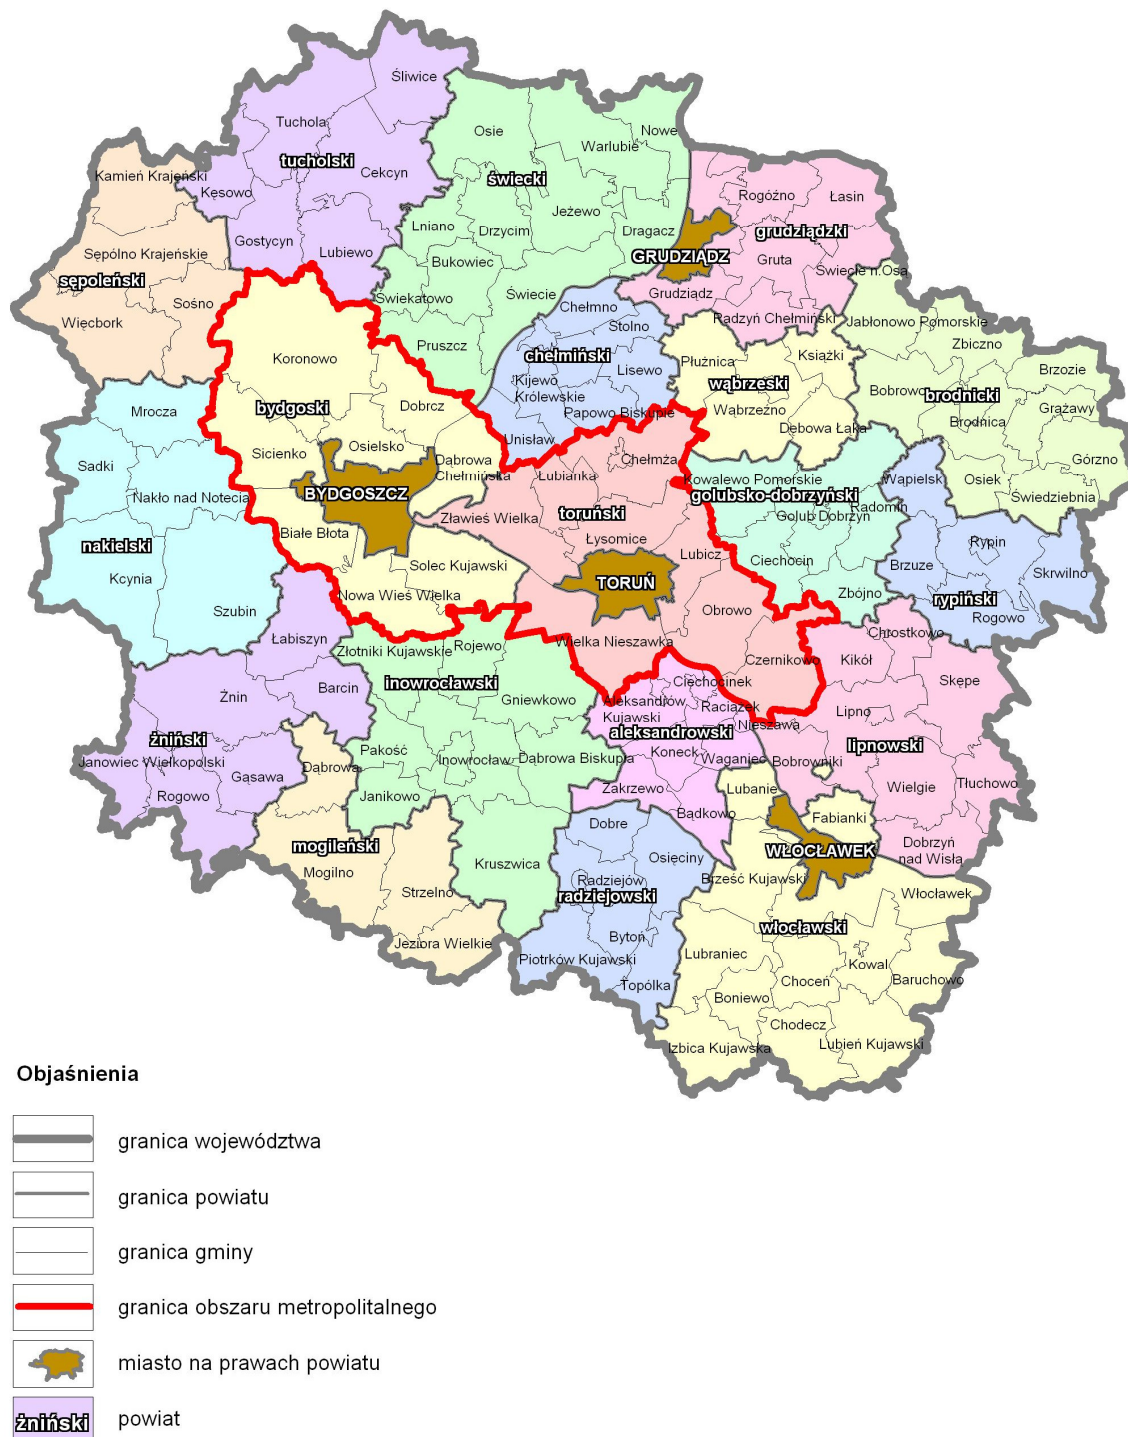 Śliwice
Tuchola
tucholski
Cekcyn
Kęsowo
Gostycyn
Lubiewo
Kamień Krajeński
Sępólno Krajeńskie
sępoleński
Sośno
Więcbork
Osie
Nowe
Warlubie
świecki
Jeżewo
Lniano
Drzycim
Dragacz
Bukowiec
Świekatowo
Świecie
Pruszcz
Rogóźno
Łasin
grudziądzki
GRUDZIĄDZ
Gruta
Świecie n.Osą
Grudziądz
Radzyń Chełmiński
Chełmno
Stolno
chełmiński
Lisewo
Kijewo
Królewskie
Papowo Biskupie
Unisław
Płużnica
Książki
wąbrzeski
Wąbrzeźno
Dębowa Łąka
Jabłonowo Pomorskie
Zbiczno
Brzozie
Bobrowo
brodnicki
Grążawy
Brodnica
Górzno
Osiek
Świedziebnia
Koronowo
bydgoski
Dobrcz
Sicienko
Osielsko
Dąbrowa
Chełmińska
BYDGOSZCZ
Białe Błota
Solec Kujawski
Nowa Wieś Wielka
Mrocza
Sadki
Nakło nad Notecią
nakielski
Kcynia
Szubin
Chełmża
Łubianka
Zławieś Wielka
toruński
Łysomice
Lubicz
TORUŃ
Obrowo
Wielka Nieszawka
Czernikowo
Kowalewo Pomorskie
golubsko-dobrzyński
Golub Dobrzyń
Radomin
Ciechocin
Zbójno
Wąpielsk
Rypin
Brzuze
Skrwilno
rypiński
Rogowo
Łabiszyn
Barcin
Żnin
żniński
Janowiec Wielkopolski
Gąsawa
Rogowo
Złotniki Kujawskie
Rojewo
inowrocławski
Gniewkowo
Pakość
Inowrocław
Dąbrowa Biskupia
Janikowo
Kruszwica
Ciechocinek
Aleksandrów
Kujawski
Raciążek
Nieszawa
aleksandrowski
Koneck
Waganiec
Zakrzewo
Bądkowo
Chrostkowo
Kikół
Skępe
Lipno
lipnowski
Bobrowniki
Wielgie
Tłuchowo
Dobrzyń
nad Wisłą
Dąbrowa
mogileński
Mogilno
Strzelno
Jeziora Wielkie
Dobre
Osięciny
Radziejów
radziejowski
Bytoń
Piotrków Kujawski
Topólka
Lubanie
Fabianki
WŁOCŁAWEK
Brześć Kujawski
Włocławek
włocławski
Lubraniec
Kowal
Choceń
Baruchowo
Boniewo
Chodecz
Izbica Kujawska
Lubień Kujawski
Objaśnienia
granica województwa
granica powiatu
granica gminy
granica obszaru metropolitalnego
miasto na prawach powiatu
żniński
powiat